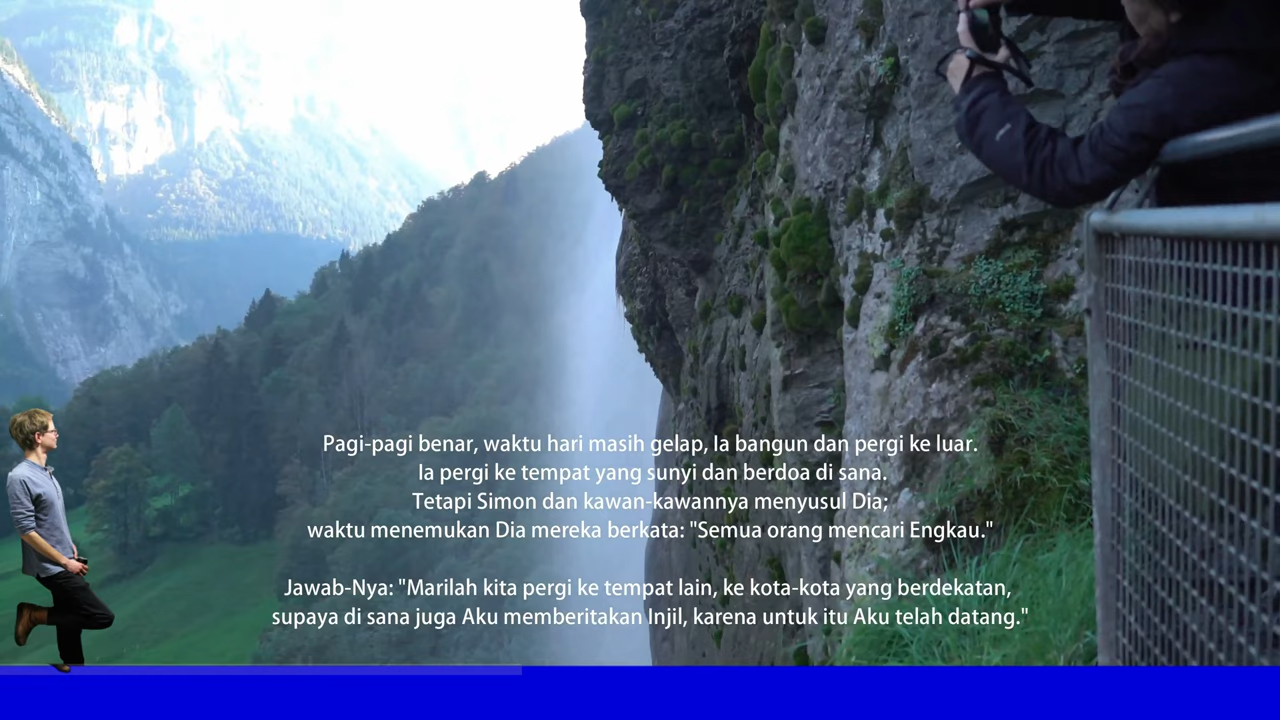 Pagi-pagi benar, waktu hari masih gelap, Ia bangun dan pergi ke luar.
Ia pergi ke tempat yang sunyi dan berdoa di sana.
Tetapi Simon dan kawan-kawannya menyusul Dia;
waktu menemukan Dia mereka berkata: "Semua orang mencari Engkau."
Jawab-Nya: "Marilah kita pergi ke tempat lain, ke kota-kota yang berdekatan,
supaya di sana juga Aku memberitakan Injil, karena untuk itu Aku telah datang."